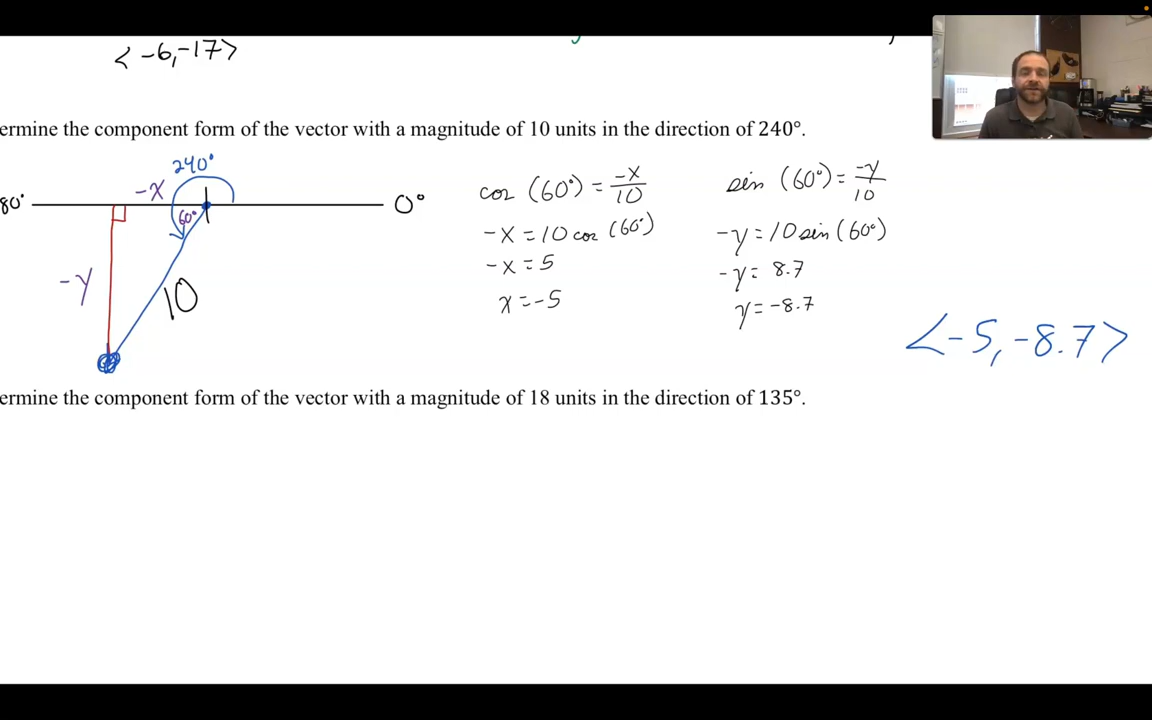 < -6, -17 >
ermine the component form of the vector with a magnitude of 10 units in the direction of 240°.
240°
-x
80°
0°
60°
-y
10
cos (60°) = -x/10
-x = 10 cos (60°)
-x = 5
x = -5
sin (60°) = -y/10
-y = 10 sin (60°)
-y = 8.7
y = -8.7
< -5, -8.7 >
ermine the component form of the vector with a magnitude of 18 units in the direction of 135°.